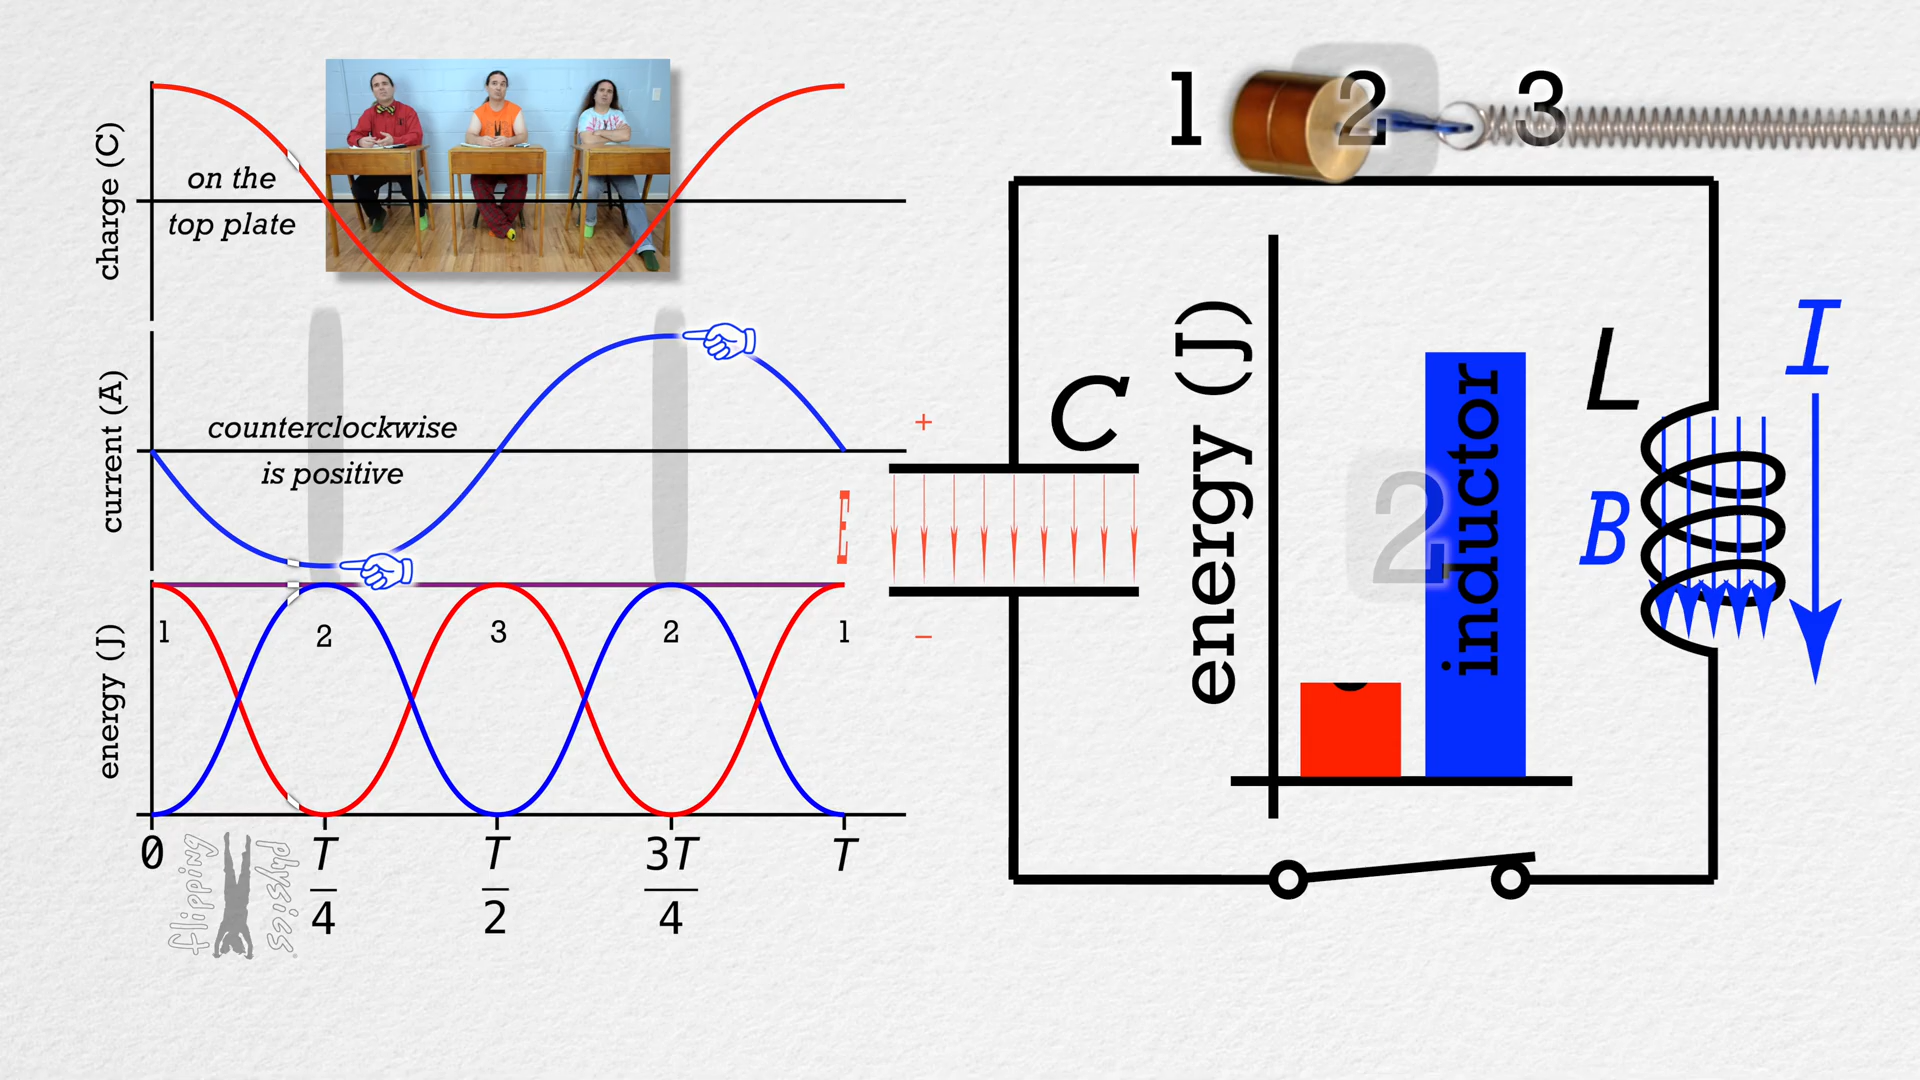 charge (C)
on the
top plate
current (A)
counterclockwise
is positive
energy (J)
1
2
3
2
1
0
T
4
T
2
3T
4
T
flipping
physics
1
2
3
C
+
E
−
energy (J)
2
inductor
L
B
I